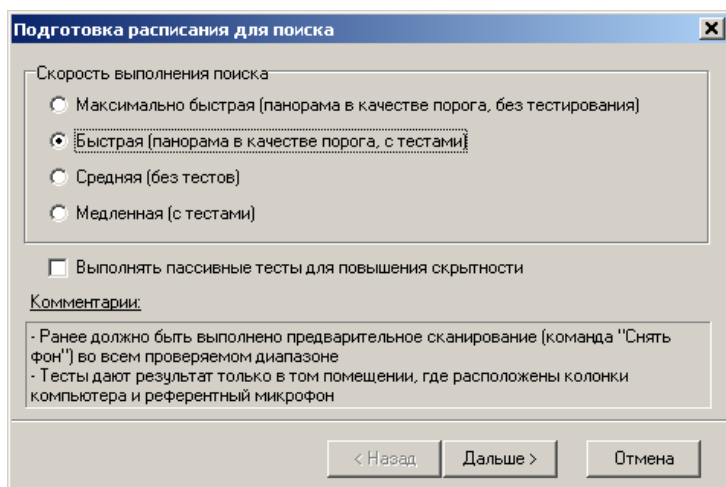 Подготовка расписания для поиска
Скорость выполнения поиска
Максимально быстрая (панорама в качестве порога, без тестирования)
Быстрая (панорама в качестве порога, с тестами)
Средняя (без тестов)
Медленная (с тестами)
Выполнять пассивные тесты для повышения скрытности
Комментарии:
- Ранее должно быть выполнено предварительное сканирование (команда "Снять
фон") во всем проверяемом диапазоне
- Тесты дают результат только в том помещении, где расположены колонки
компьютера и референтный микрофон
< Назад Дальше > Отмена